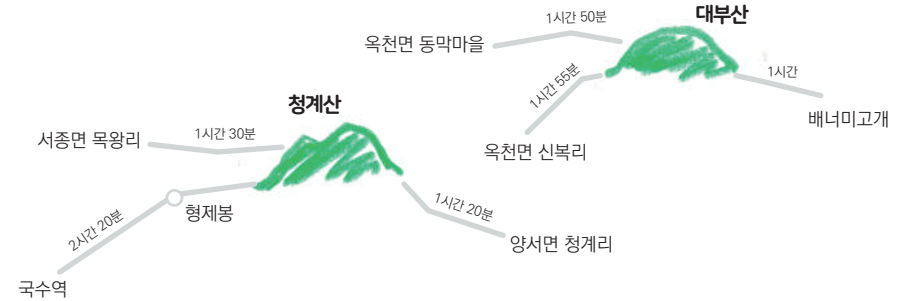 대부산
1시간 50분
옥천면 동막마을
1시간 55분
1시간
배너미고개
옥천면 신복리
청계산
서종면 목왕리
1시간 30분
형제봉
2시간 20분
국수역
1시간 20분
양서면 청계리